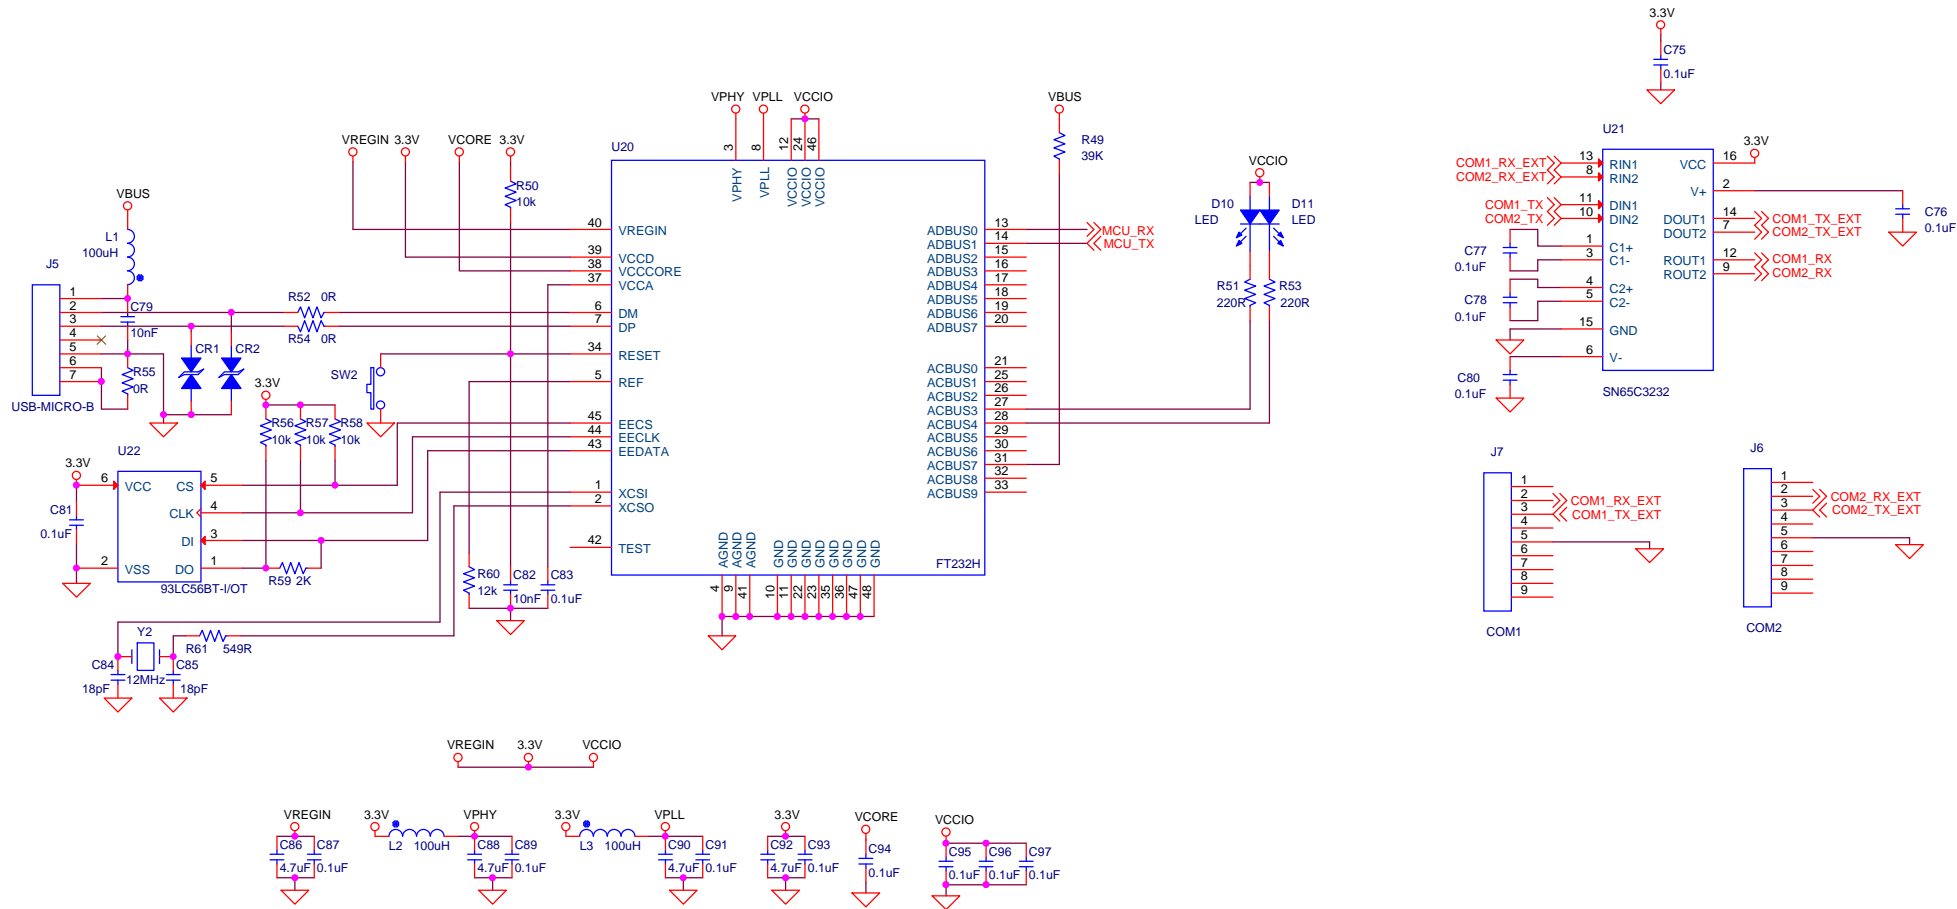 3.3V
C75
0.1uF
VPHY VPLL VCCIO
VBUS
R49
39K
3
8
12
24
46
VPHY
VPLL
VCCIO
VCCIO
VCCIO
U20
VREGIN 3.3V
VCORE 3.3V
R50
10k
VBUS
L1
100uH
J5
1
2
3
4
5
6
7
USB-MICRO-B
C79
10nF
R55
0R
R52 0R
R54 0R
CR1
CR2
SW2
40 VREGIN
39 VCCD
38 VCCCORE
37 VCCA
6 DM
7 DP
34 RESET
5 REF
45 EECS
44 EECLK
43 EEDATA
1 XCSI
2 XCSO
42 TEST
ADBUS0 13 MCU_RX
ADBUS1 14 MCU_TX
ADBUS2 15
ADBUS3 16
ADBUS4 17
ADBUS5 18
ADBUS6 19
ADBUS7 20
ACBUS0 21
ACBUS1 25
ACBUS2 26
ACBUS3 27
ACBUS4 28
ACBUS5 29
ACBUS6 30
ACBUS7 31
ACBUS8 32
ACBUS9 33
AGND
AGND
AGND
GND
GND
GND
GND
GND
GND
GND
GND
4
9
41
10
11
22
23
35
36
47
48
FT232H
VCCIO
D10
LED
D11
LED
R51
220R
R53
220R
3.3V
R56
10k
R57
10k
R58
10k
U22
3.3V
6 VCC
CS 5
CLK 4
DI 3
2 VSS
DO 1
93LC56BT-I/OT
C81
0.1uF
R59 2K
R60
12k
C82
10nF
C83
0.1uF
Y2
12MHz
R61 549R
C84
18pF
C85
18pF
U21
3.3V
COM1_RX_EXT 13 RIN1
COM2_RX_EXT 8 RIN2
COM1_TX 11 DIN1
COM2_TX 10 DIN2
1 C1+
3 C1-
4 C2+
5 C2-
15 GND
6 V-
VCC 16
V+ 2
DOUT1 14 COM1_TX_EXT
DOUT2 7 COM2_TX_EXT
ROUT1 12 COM1_RX
ROUT2 9 COM2_RX
SN65C3232
C76
0.1uF
C77
0.1uF
C78
0.1uF
C80
0.1uF
J7
1
2 COM1_RX_EXT
3 COM1_TX_EXT
4
5
6
7
8
9
COM1
J6
1
2 COM2_RX_EXT
3 COM2_TX_EXT
4
5
6
7
8
9
COM2
VREGIN 3.3V VCCIO
VREGIN
C86
4.7uF
C87
0.1uF
3.3V
L2 100uH
VPHY
C88
4.7uF
C89
0.1uF
3.3V
L3 100uH
VPLL
C90
4.7uF
C91
0.1uF
3.3V
C92
4.7uF
C93
0.1uF
VCORE
C94
0.1uF
VCCIO
C95
0.1uF
C96
0.1uF
C97
0.1uF